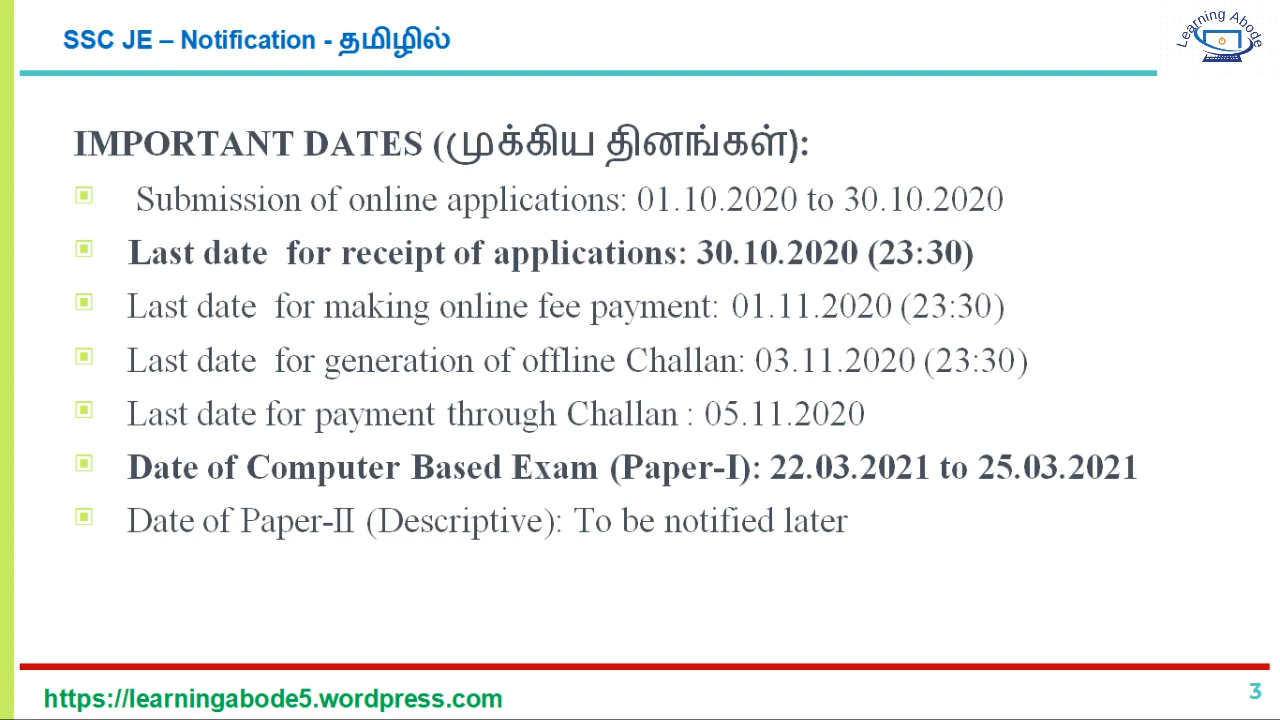 SSC JE – Notification - தமிழில்
Learning Abode
IMPORTANT DATES (முக்கிய தினங்கள்):
Submission of online applications: 01.10.2020 to 30.10.2020
Last date for receipt of applications: 30.10.2020 (23:30)
Last date for making online fee payment: 01.11.2020 (23:30)
Last date for generation of offline Challan: 03.11.2020 (23:30)
Last date for payment through Challan : 05.11.2020
Date of Computer Based Exam (Paper-I): 22.03.2021 to 25.03.2021
Date of Paper-II (Descriptive): To be notified later
https://learningabode5.wordpress.com
3